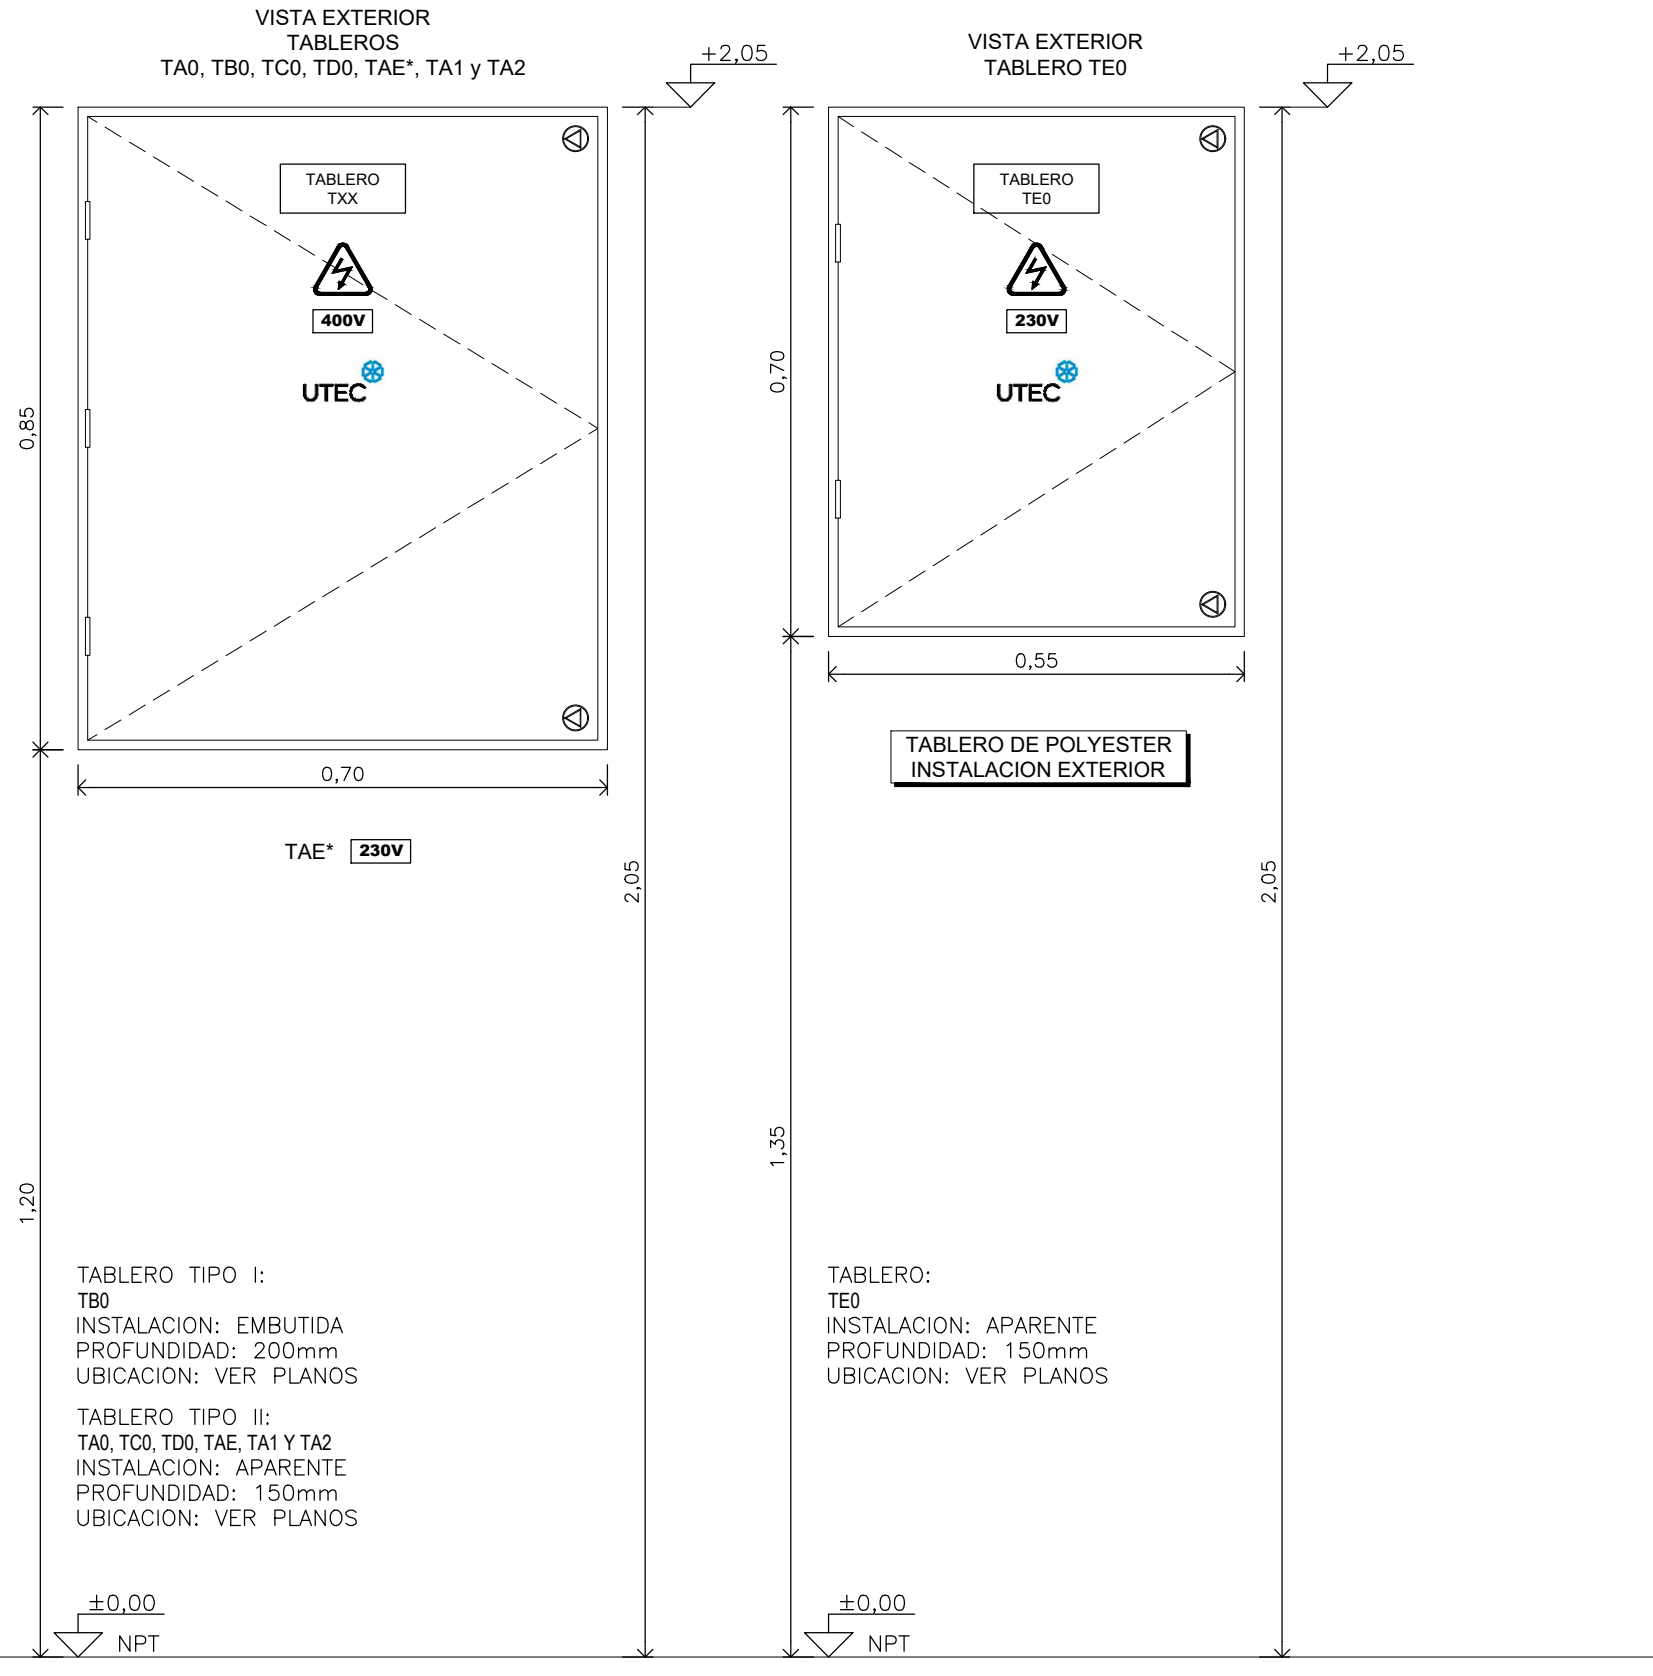 VISTA EXTERIOR
TABLEROS
TA0, TB0, TC0, TD0, TAE*, TA1 y TA2
+2,05
TABLERO
TXX
400V
UTEC
0,85
0,70
TAE* 230V
2,05
1,20
TABLERO TIPO I:
TB0
INSTALACION: EMBUTIDA
PROFUNDIDAD: 200mm
UBICACION: VER PLANOS
TABLERO TIPO II:
TA0, TC0, TD0, TAE, TA1 Y TA2
INSTALACION: APARENTE
PROFUNDIDAD: 150mm
UBICACION: VER PLANOS
±0,00
NPT
VISTA EXTERIOR
TABLERO TE0
+2,05
TABLERO
TE0
230V
UTEC
0,70
0,55
TABLERO DE POLYESTER
INSTALACION EXTERIOR
2,05
1,35
TABLERO:
TE0
INSTALACION: APARENTE
PROFUNDIDAD: 150mm
UBICACION: VER PLANOS
±0,00
NPT